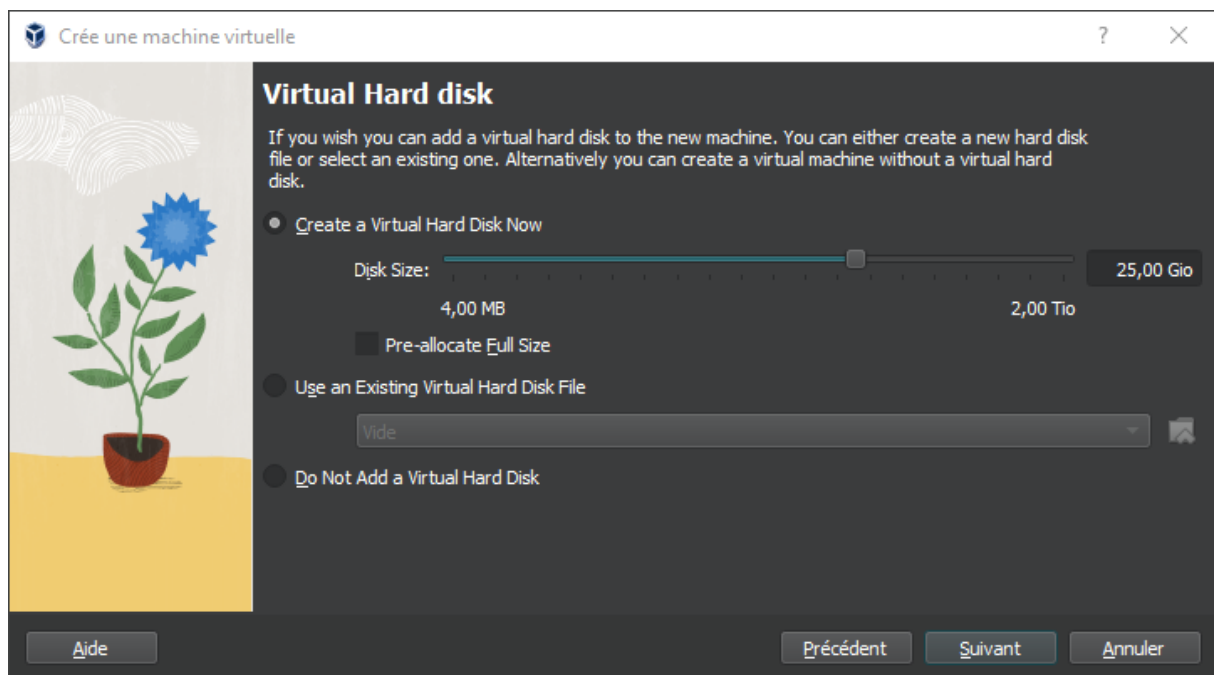 Crée une machine virtuelle
?
Virtual Hard disk
If you wish you can add a virtual hard disk to the new machine. You can either create a new hard disk
file or select an existing one. Alternatively you can create a virtual machine without a virtual hard
disk.
Create a Virtual Hard Disk Now
Disk Size:
25,00 Gio
4,00 MB
2,00 Tio
Pre-allocate Full Size
Use an Existing Virtual Hard Disk File
Vide
Do Not Add a Virtual Hard Disk
Aide
Précédent
Suivant
Annuler